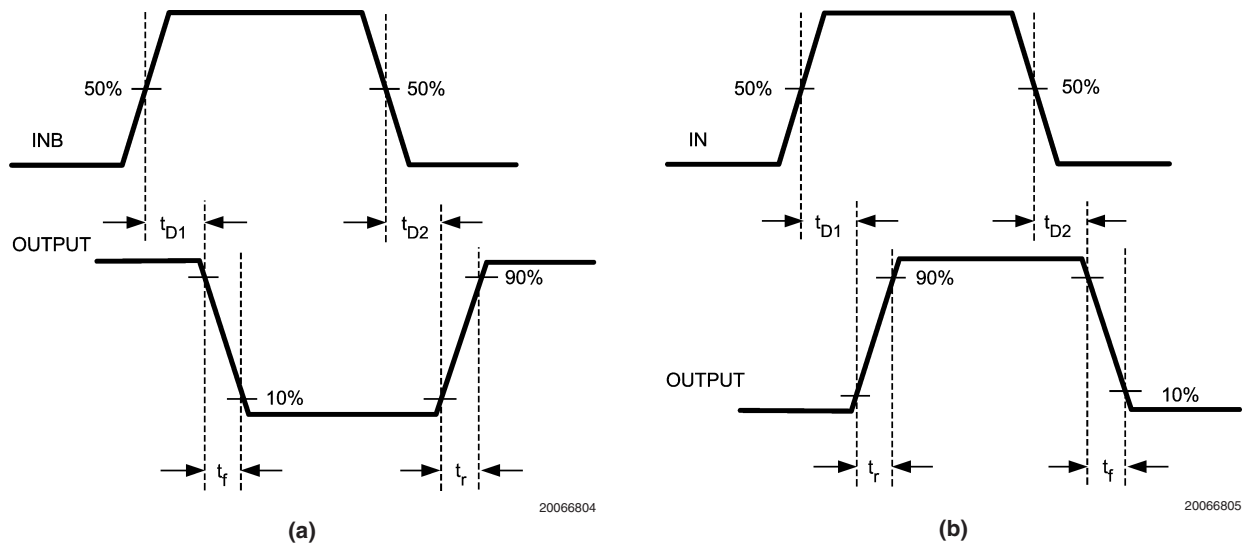 50%
50%
INB
tD1
tD2
OUTPUT
90%
10%
tf
tr
20066804
(a)
50%
50%
IN
tD1
tD2
90%
OUTPUT
10%
tr
tf
20066805
(b)